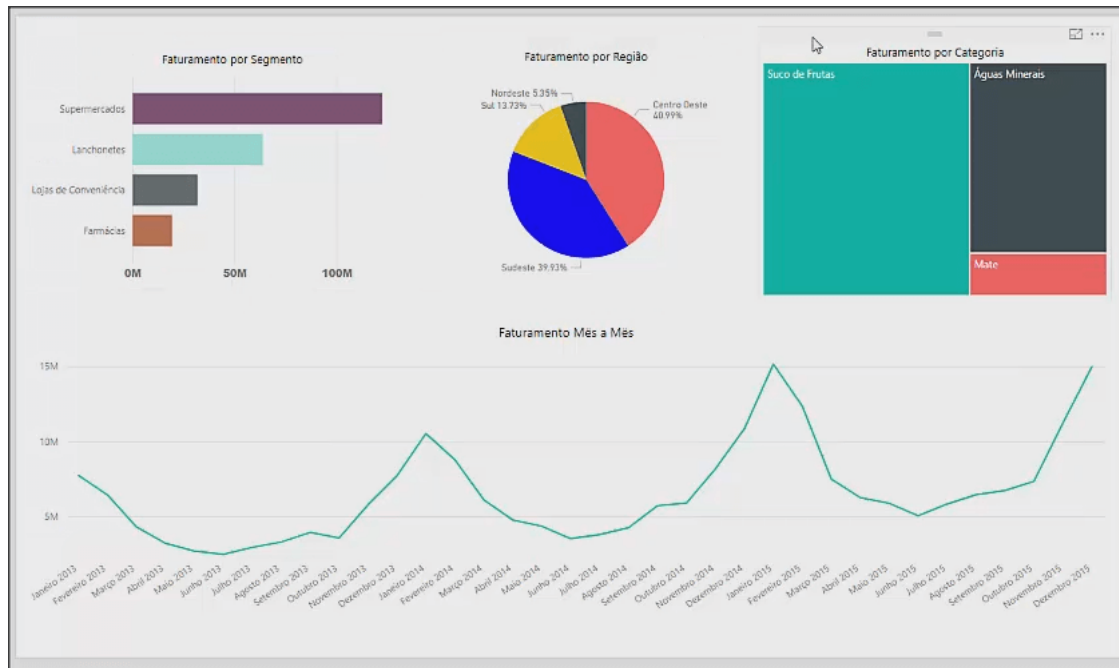 Faturamento por Segmento
Supermercados
Lanchonetes
Lojas de Conveniência
Farmácias
0M
50M
100M
Faturamento por Região
Nordeste 5.35%
Sul 13.73%
Centro Oeste
40.99%
Sudeste 39.93%
Faturamento por Categoria
Suco de Frutas
Águas Minerais
Mate
Faturamento Mês a Mês
15M
10M
5M
Janeiro 2013
Fevereiro 2013
Março 2013
Abril 2013
Maio 2013
Junho 2013
Julho 2013
Agosto 2013
Setembro 2013
Outubro 2013
Novembro 2013
Dezembro 2013
Janeiro 2014
Fevereiro 2014
Março 2014
Abril 2014
Maio 2014
Junho 2014
Julho 2014
Agosto 2014
Setembro 2014
Outubro 2014
Novembro 2014
Dezembro 2014
Janeiro 2015
Fevereiro 2015
Março 2015
Abril 2015
Maio 2015
Junho 2015
Julho 2015
Agosto 2015
Setembro 2015
Outubro 2015
Novembro 2015
Dezembro 2015